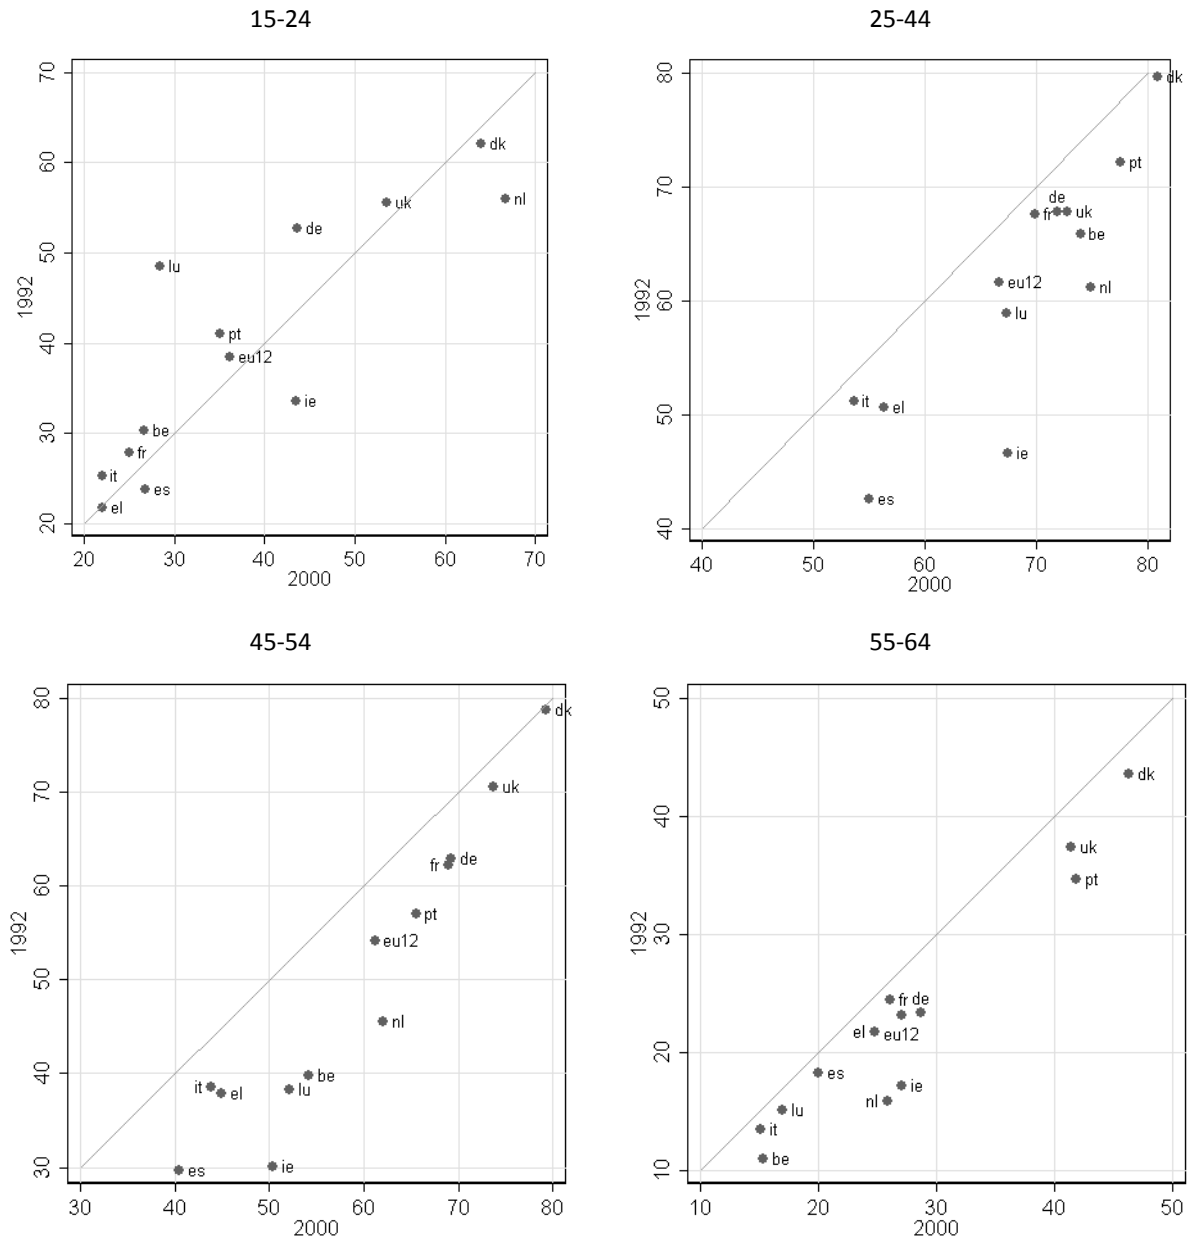 15-24
25-44
70
60
50
40
30
20
1992
dk
nl
uk
de
lu
pt
eu12
ie
be
fr
it
es
el
20
30
40
50
60
70
2000
80
70
60
50
40
1992
dk
pt
de
fr
uk
be
eu12
nl
lu
it
el
ie
es
40
50
60
70
80
2000
45-54
55-64
80
70
60
50
40
30
1992
dk
uk
de
fr
pt
eu12
nl
be
it
el
lu
es
ie
30
40
50
60
70
80
2000
50
40
30
20
10
1992
dk
uk
pt
fr
de
el
eu12
es
ie
nl
lu
it
be
10
20
30
40
50
2000